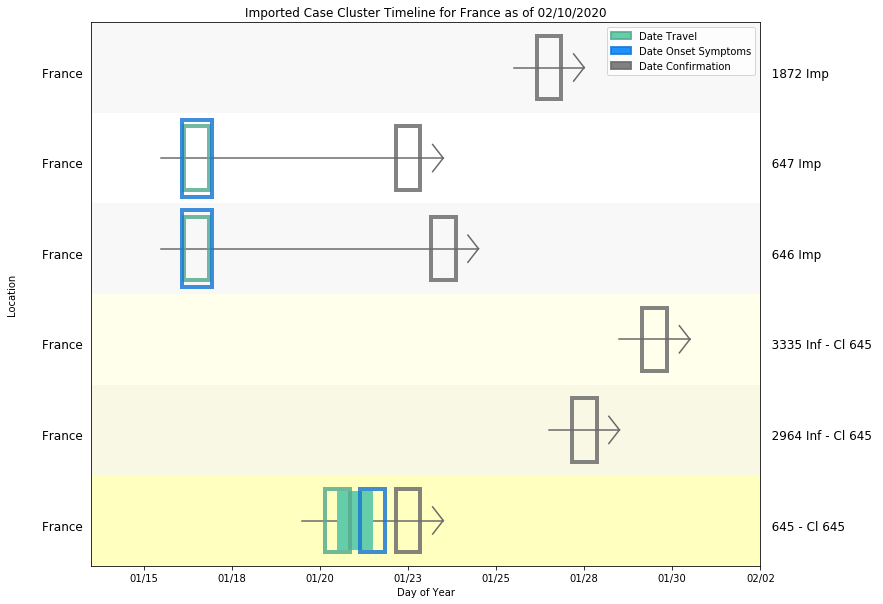 Imported Case Cluster Timeline for France as of 02/10/2020
Date Travel
Date Onset Symptoms
Date Confirmation
France 1872 Imp
France 647 Imp
France 646 Imp
Location
France 3335 Inf - Cl 645
France 2964 Inf - Cl 645
France 645 - Cl 645
01/15 01/18 01/20 01/23 01/25 01/28 01/30 02/02
Day of Year